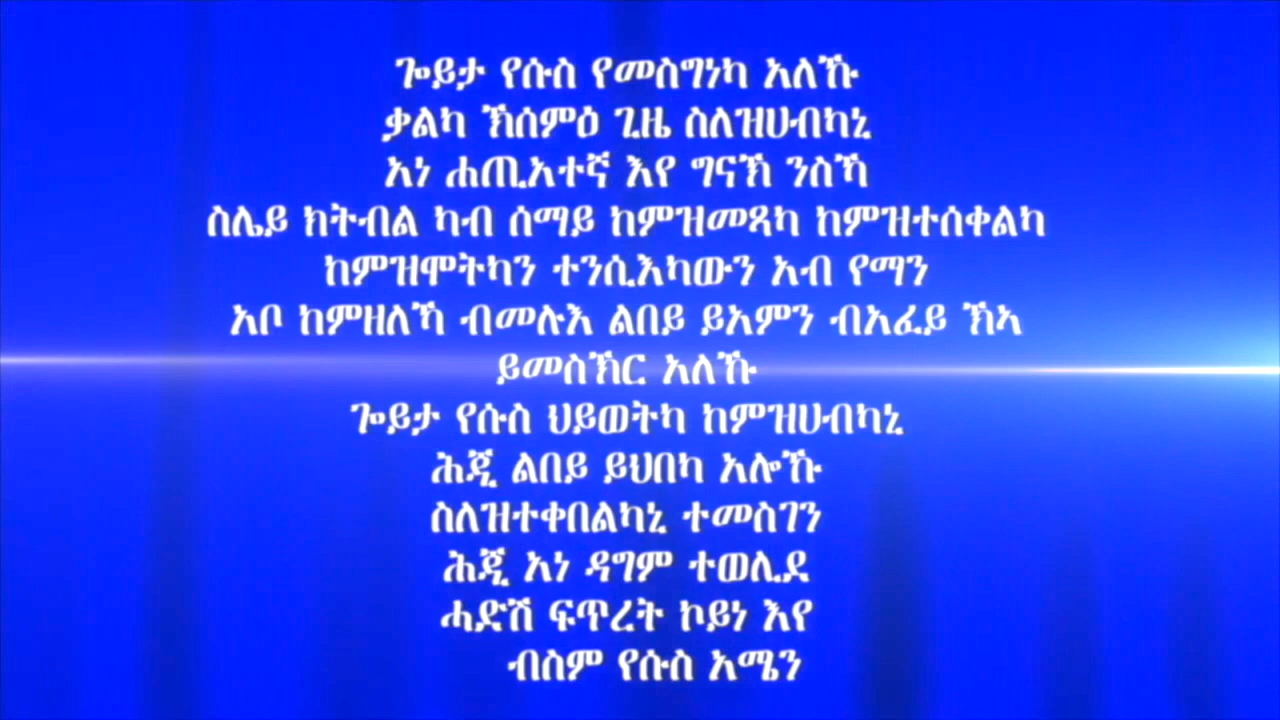 ጐይታ የሱስ የመስግነካ አለኹ
ቃልካ ኽሰምዕ ጊዜ ስለዝሀብካኒ
አነ ሐጢአተኛ እየ ግናኽ ንስኻ
ስሌይ ክትብል ካብ ሰማይ ከምዝመጻካ ከምዝተሰቀልካ
ከምዝሞትካን ተንሲእካውን አብ የማን
አቦ ከምዘለኻ ብመሉእ ልበይ ይአምን ብአፈይ ኽኣ
ይመስኽር አለኹ
ጐይታ የሱስ ህይወትካ ከምዝሀብካኒ
ሕጂ ልበይ ይህበካ አሎኹ
ስለዝተቀበልካኒ ተመስገን
ሕጂ አነ ዳግም ተወሊደ
ሓድሽ ፍጥረት ኮይነ እየ
ብስም የሱስ አሜን